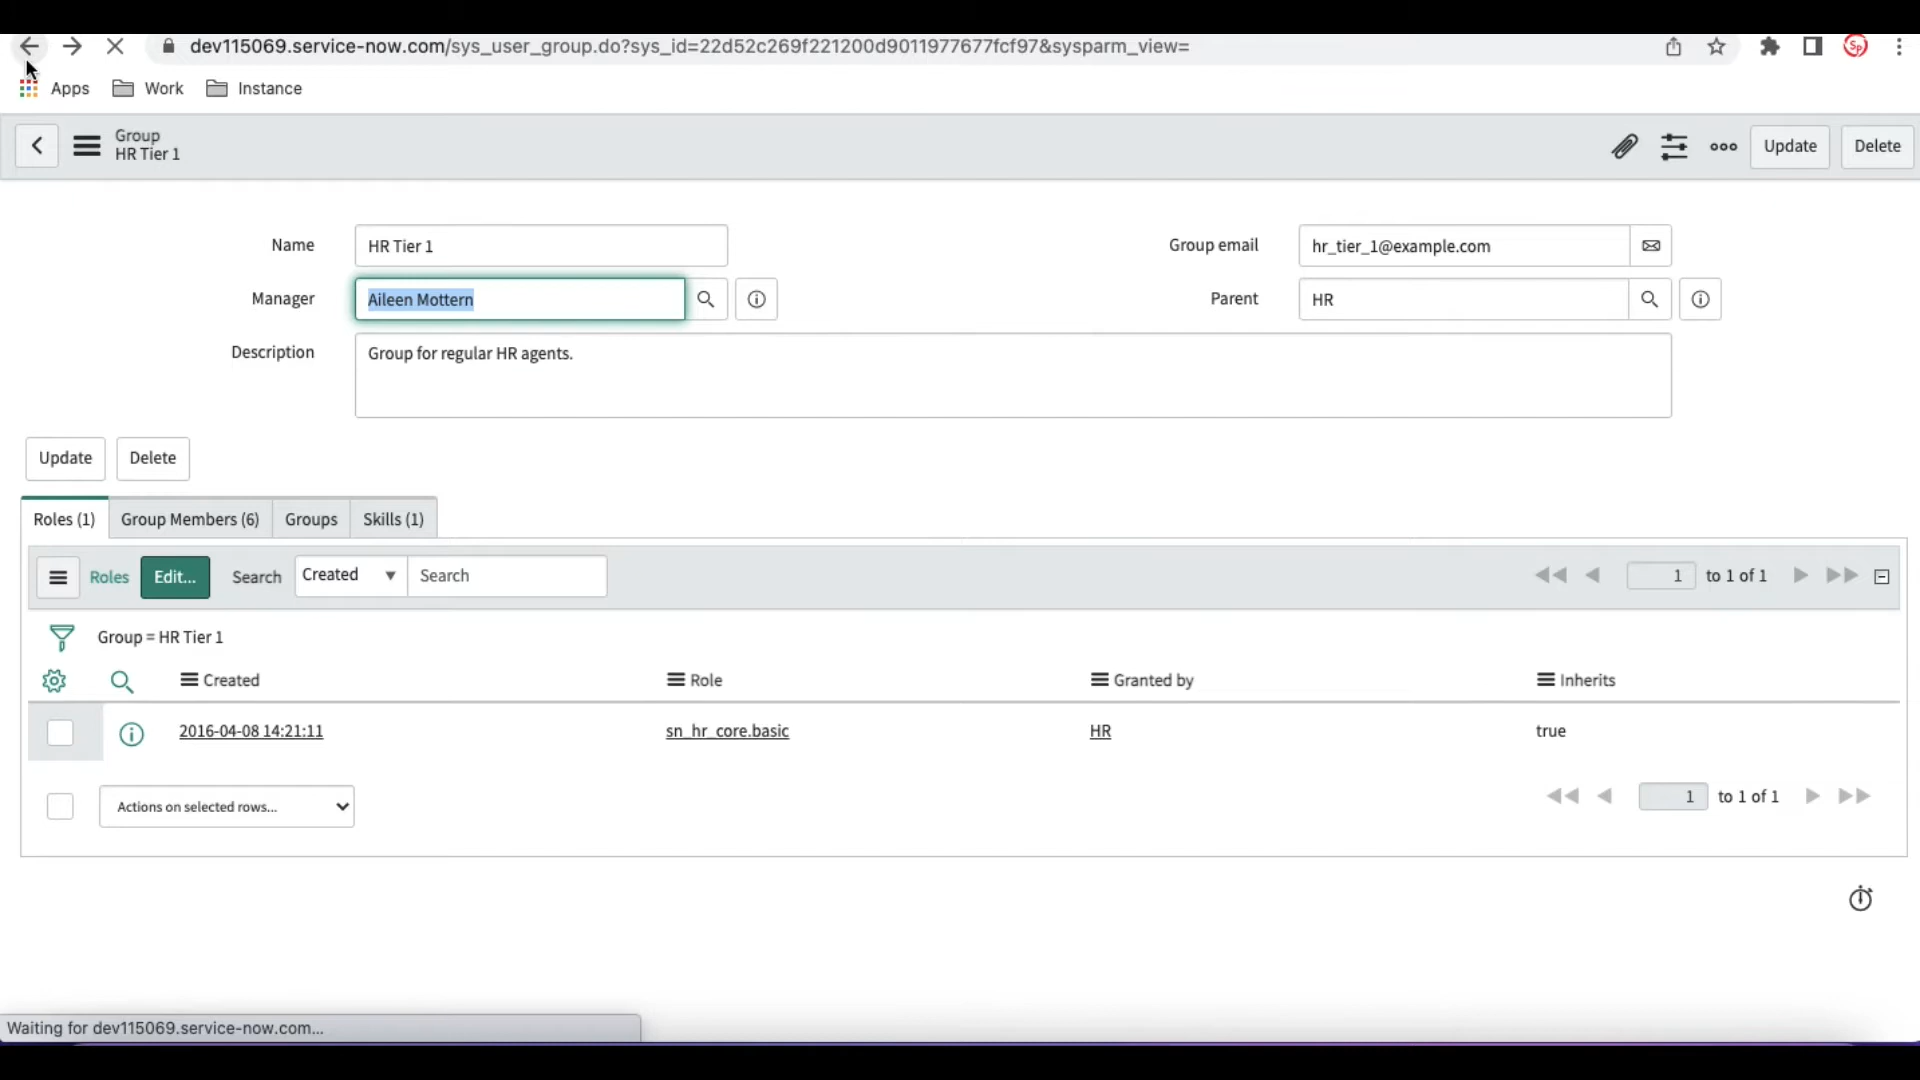 dev115069.service-now.com/sys_user_group.do?sys_id=22d52c269f221200d9011977677fcf97&sysparm_view=
Sp
Apps Work Instance
Group
HR Tier 1
Update Delete
Name HR Tier 1 Group email hr_tier_1@example.com
Manager Aileen Mottern Parent HR
Description Group for regular HR agents.
Update Delete
Roles (1) Group Members (6) Groups Skills (1)
Roles Edit... Search Created Search 1 to 1 of 1
Group = HR Tier 1
Created Role Granted by Inherits
2016-04-08 14:21:11 sn_hr_core.basic HR true
Actions on selected rows... 1 to 1 of 1
Waiting for dev115069.service-now.com...